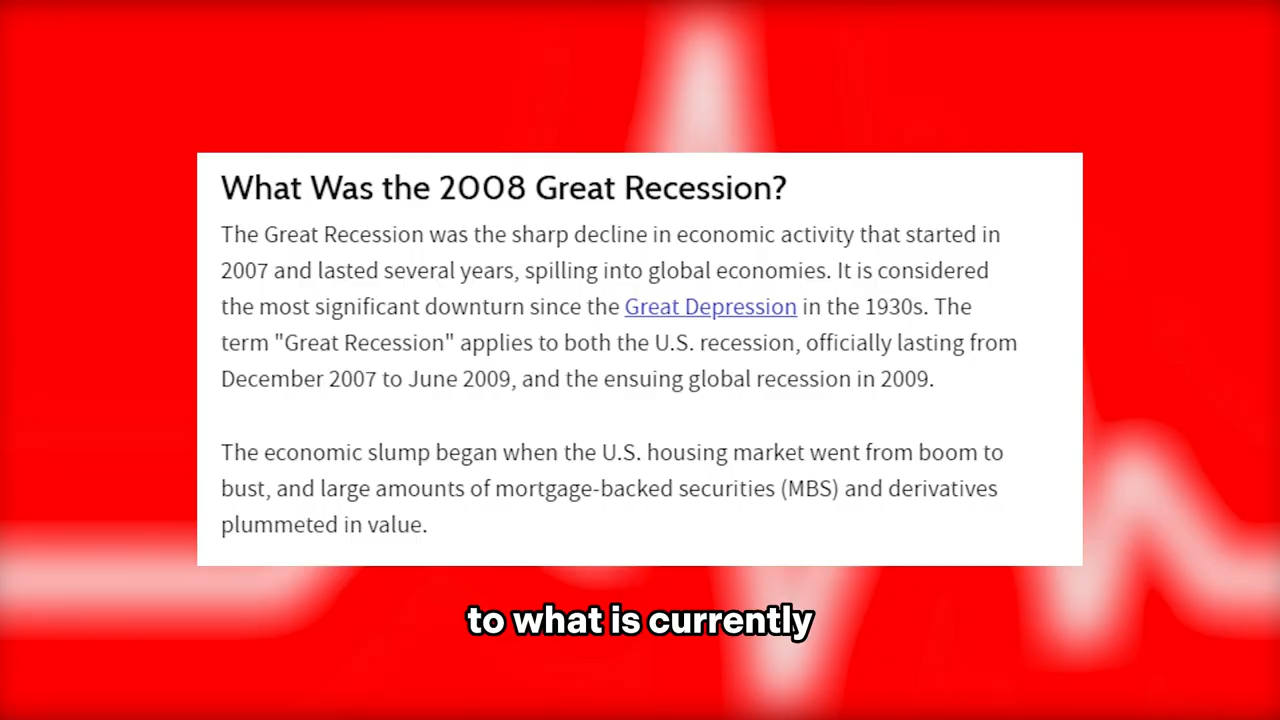 What Was the 2008 Great Recession?
The Great Recession was the sharp decline in economic activity that started in
2007 and lasted several years, spilling into global economies. It is considered
the most significant downturn since the Great Depression in the 1930s. The
term "Great Recession" applies to both the U.S. recession, officially lasting from
December 2007 to June 2009, and the ensuing global recession in 2009.
The economic slump began when the U.S. housing market went from boom to
bust, and large amounts of mortgage-backed securities (MBS) and derivatives
plummeted in value.
to what is currently